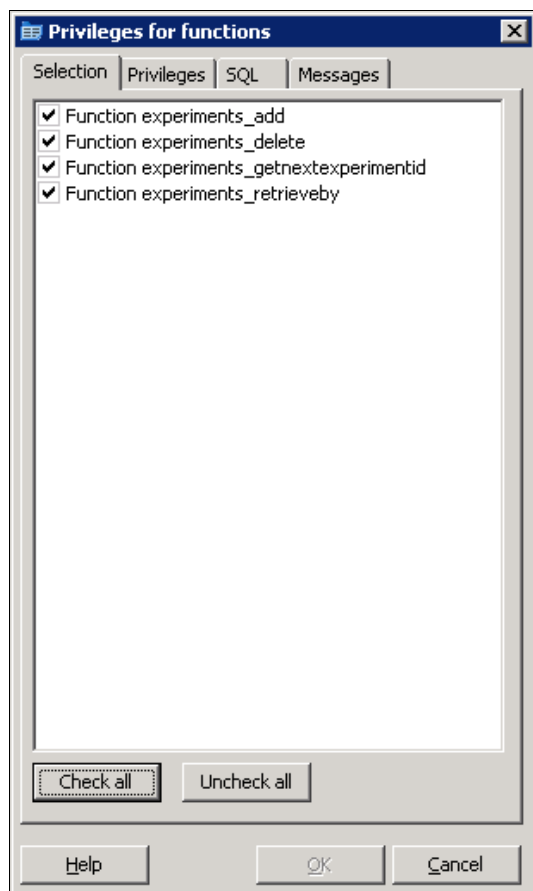 Privileges for functions
Selection Privileges SQL Messages
Function experiments_add
Function experiments_delete
Function experiments_getnextexperimentid
Function experiments_retrieveby
Check all Uncheck all
Help OK Cancel